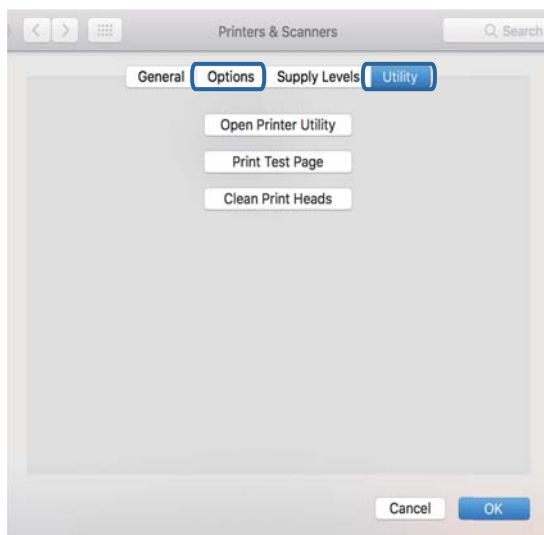 Printers & Scanners Search
General Options Supply Levels Utility
Open Printer Utility
Print Test Page
Clean Print Heads
Cancel OK